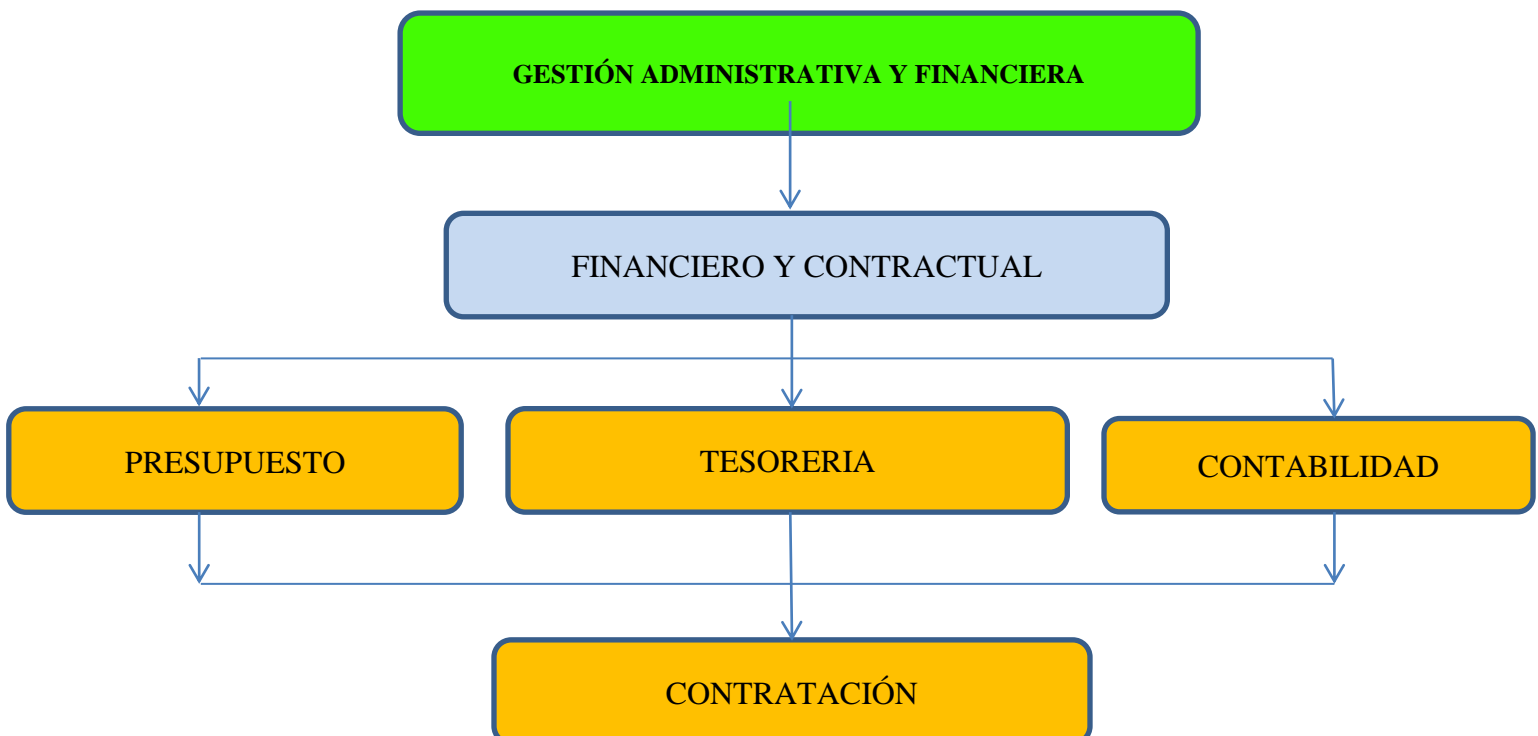 GESTIÓN ADMINISTRATIVA Y FINANCIERA
FINANCIERO Y CONTRACTUAL
PRESUPUESTO
TESORERIA
CONTABILIDAD
CONTRATACIÓN